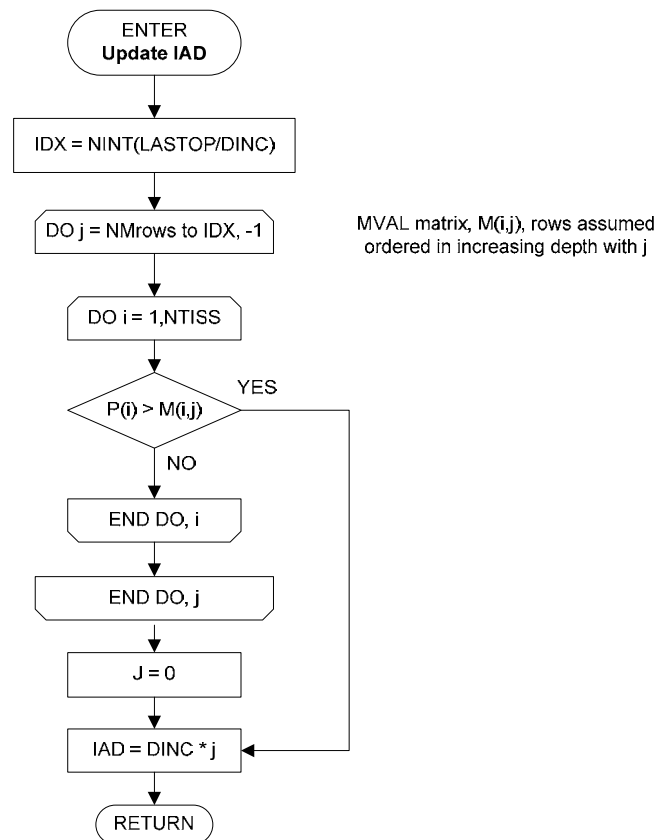 ENTER
Update IAD
IDX = NINT(LASTOP/DINC)
DO j = NMrows to IDX, -1
MVAL matrix, M(i,j), rows assumed
ordered in increasing depth with j
DO i = 1,NTISS
YES
P(i) > M(i,j)
NO
END DO, i
END DO, j
J = 0
IAD = DINC * j
RETURN